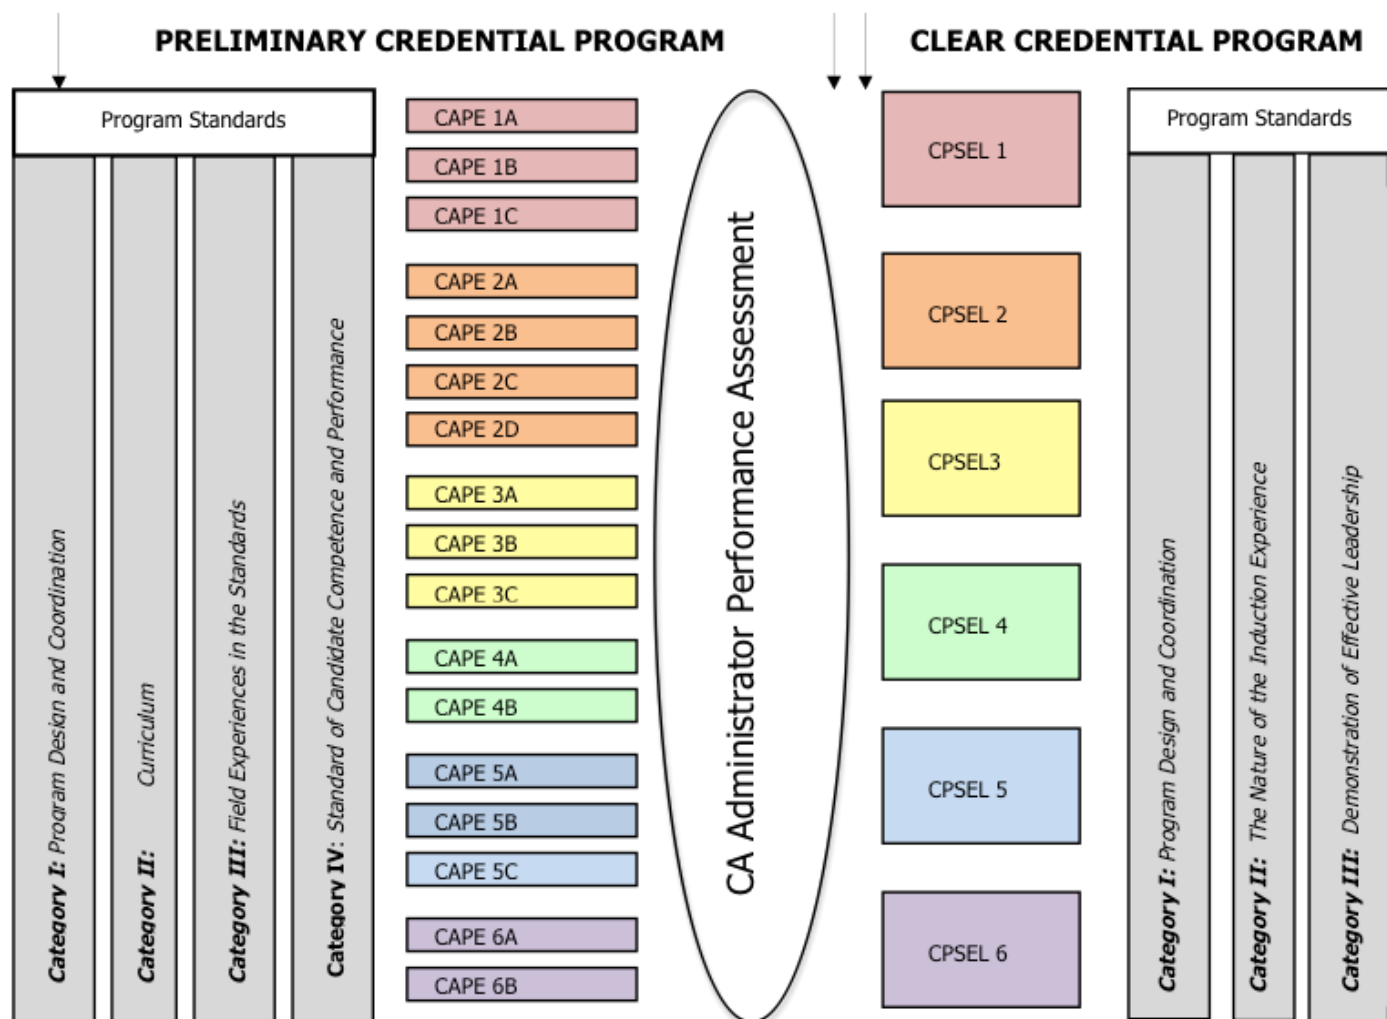 PRELIMINARY CREDENTIAL PROGRAM
CLEAR CREDENTIAL PROGRAM
Program Standards
Category I: Program Design and Coordination
Category II: Curriculum
Category III: Field Experiences in the Standards
Category IV: Standard of Candidate Competence and Performance
CAPE 1A
CAPE 1B
CAPE 1C
CAPE 2A
CAPE 2B
CAPE 2C
CAPE 2D
CAPE 3A
CAPE 3B
CAPE 3C
CAPE 4A
CAPE 4B
CAPE 5A
CAPE 5B
CAPE 5C
CAPE 6A
CAPE 6B
CA Administrator Performance Assessment
CPSEL 1
CPSEL 2
CPSEL3
CPSEL 4
CPSEL 5
CPSEL 6
Program Standards
Category I: Program Design and Coordination
Category II: The Nature of the Induction Experience
Category III: Demonstration of Effective Leadership